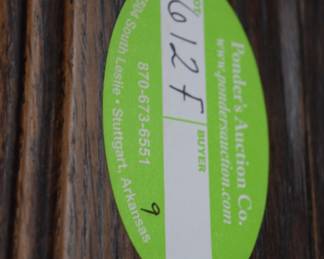 Ponder's Auction Co.
www.pondersauction.com
612F
BUYER
870-673-6551 9
South Leslie • Stuttgart, Arkansas